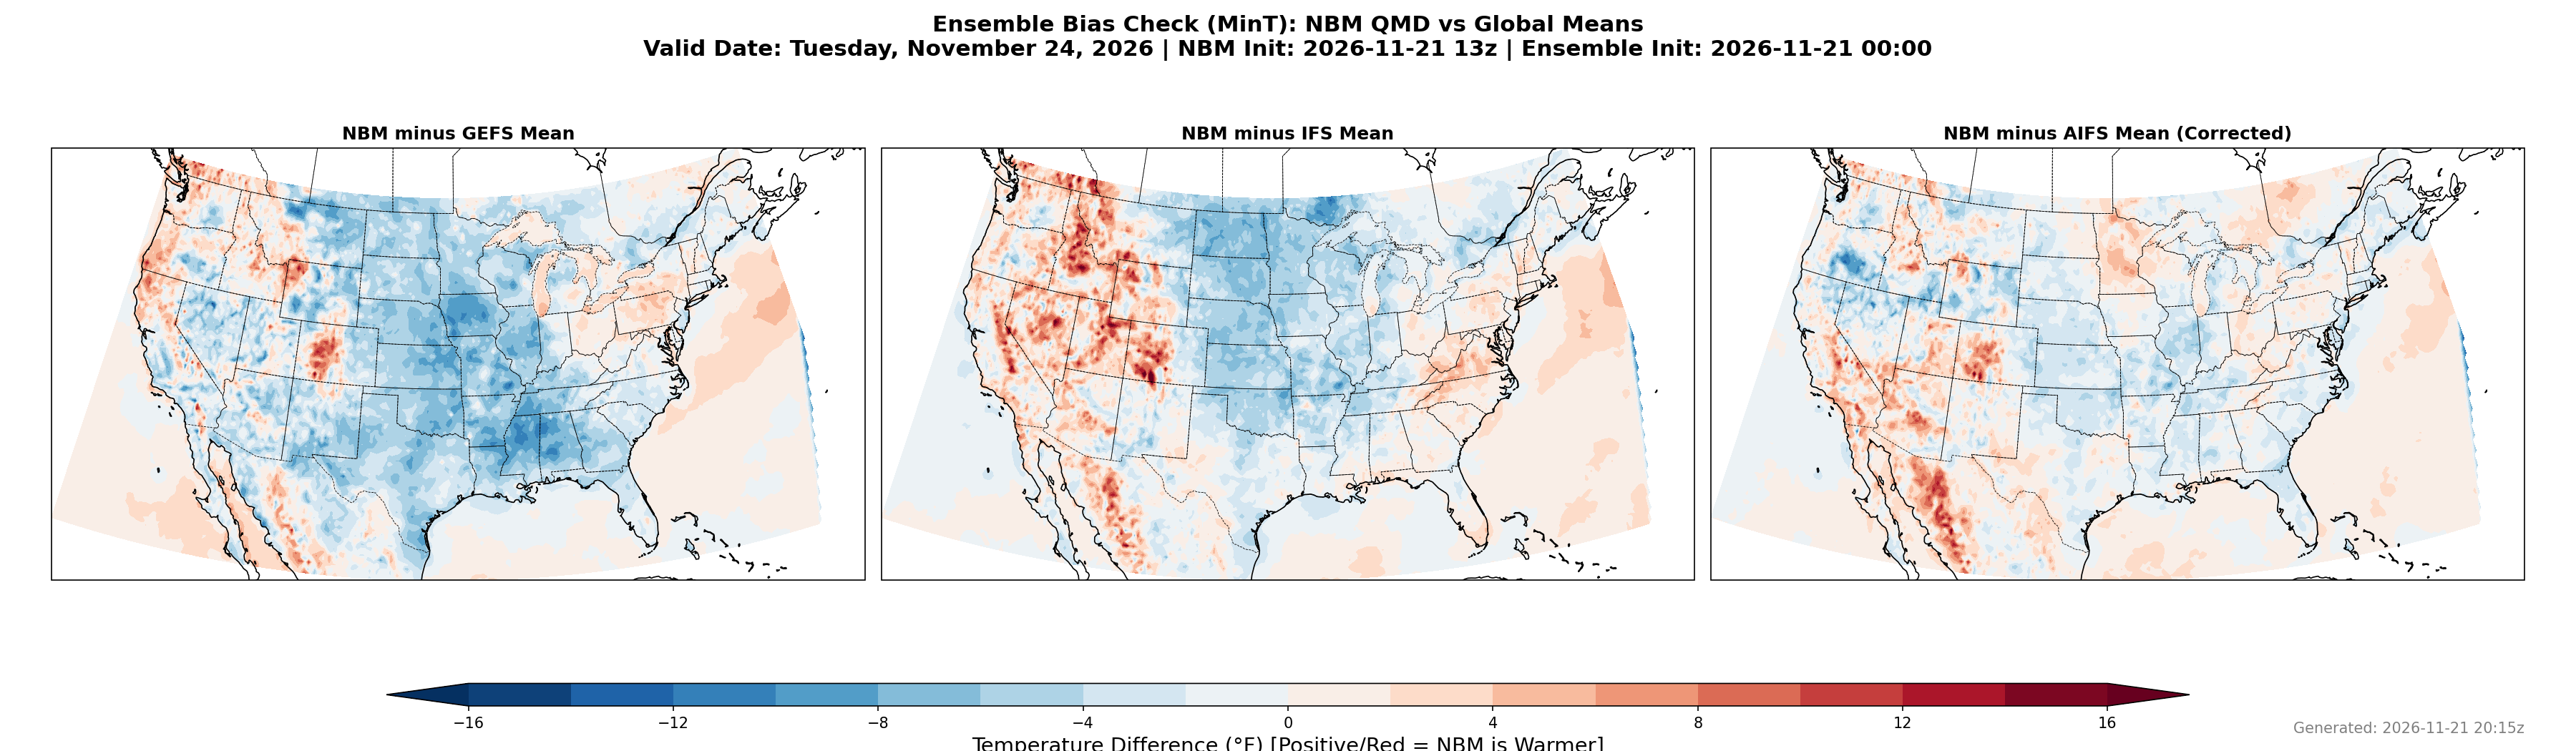 Ensemble Bias Check (MinT): NBM QMD vs Global Means
Valid Date: Tuesday, November 24, 2026 | NBM Init: 2026-11-21 13z | Ensemble Init: 2026-11-21 00:00
NBM minus GEFS Mean
NBM minus IFS Mean
NBM minus AIFS Mean (Corrected)
−16 −12 −8 −4 0 4 8 12 16
Generated: 2026-11-21 20:15z
Temperature Difference (°F) [Positive/Red = NBM is Warmer]